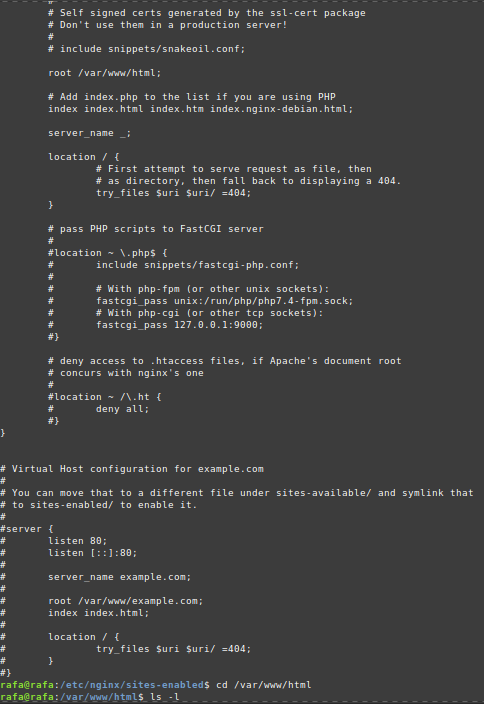 #
# Self signed certs generated by the ssl-cert package
# Don't use them in a production server!
#
# include snippets/snakeoil.conf;
root /var/www/html;
# Add index.php to the list if you are using PHP
index index.html index.htm index.nginx-debian.html;
server_name _;
location / {
# First attempt to serve request as file, then
# as directory, then fall back to displaying a 404.
try_files $uri $uri/ =404;
}
# pass PHP scripts to FastCGI server
#
#location ~ \.php$ {
#       include snippets/fastcgi-php.conf;
#
#       # With php-fpm (or other unix sockets):
#       fastcgi_pass unix:/run/php/php7.4-fpm.sock;
#       # With php-cgi (or other tcp sockets):
#       fastcgi_pass 127.0.0.1:9000;
#}
# deny access to .htaccess files, if Apache's document root
# concurs with nginx's one
#
#location ~ /\.ht {
#       deny all;
#}
}
# Virtual Host configuration for example.com
#
# You can move that to a different file under sites-available/ and symlink that
# to sites-enabled/ to enable it.
#
#server {
#       listen 80;
#       listen [::]:80;
#
#       server_name example.com;
#
#       root /var/www/example.com;
#       index index.html;
#
#       location / {
#               try_files $uri $uri/ =404;
#       }
#}
rafa@rafa:/etc/nginx/sites-enabled$ cd /var/www/html
rafa@rafa:/var/www/html$ ls -l